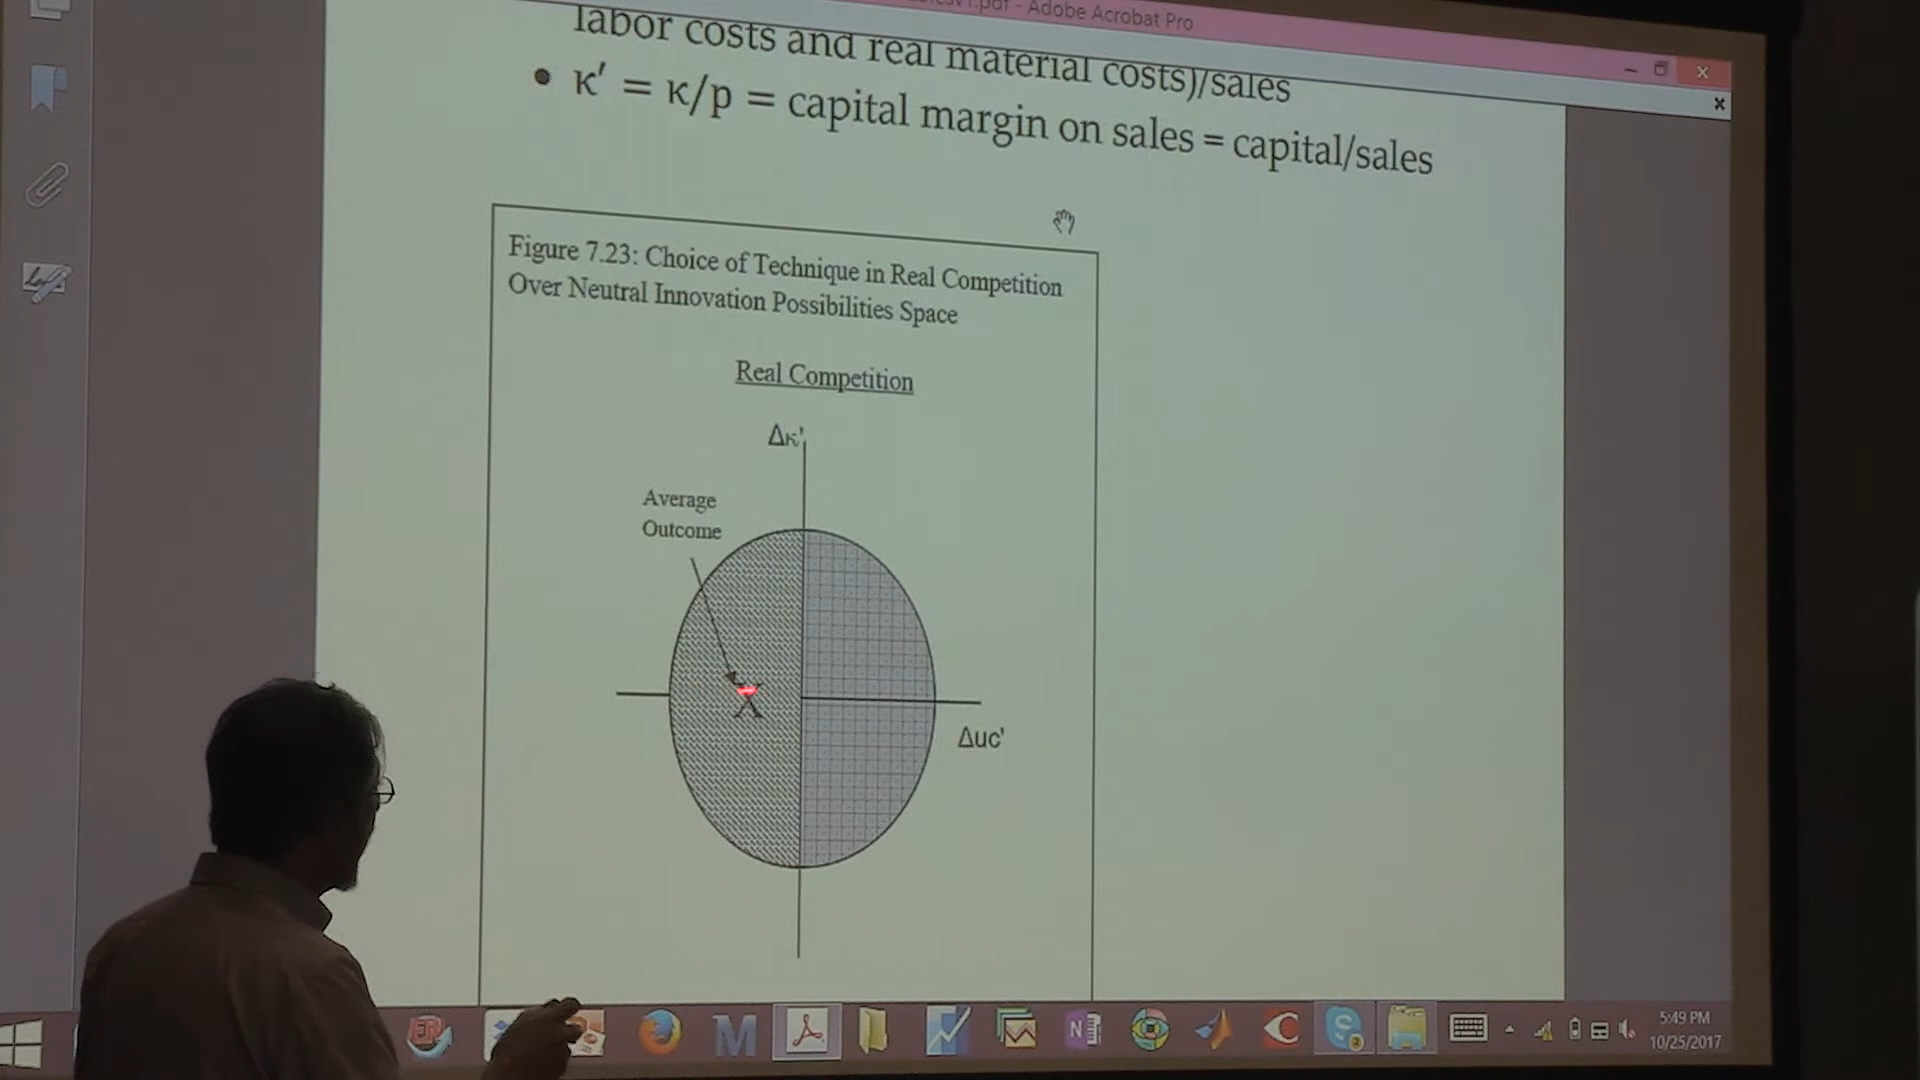 .pdf - Adobe Acrobat Pro
labor costs and real material costs)/sales
• κ′ = κ/p = capital margin on sales = capital/sales
Figure 7.23: Choice of Technique in Real Competition
Over Neutral Innovation Possibilities Space
Real Competition
Δκ'
Average
Outcome
X
Δuc'
5:49 PM
10/25/2017